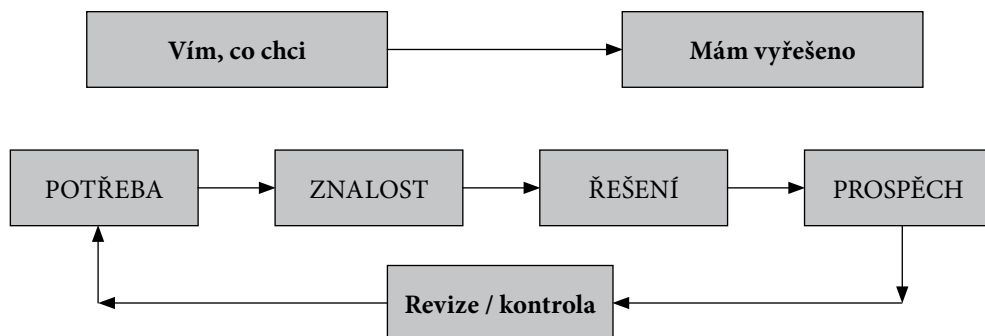 Vím, co chci
Mám vyřešeno
POTŘEBA
ZNALOST
ŘEŠENÍ
PROSPĚCH
Revize / kontrola